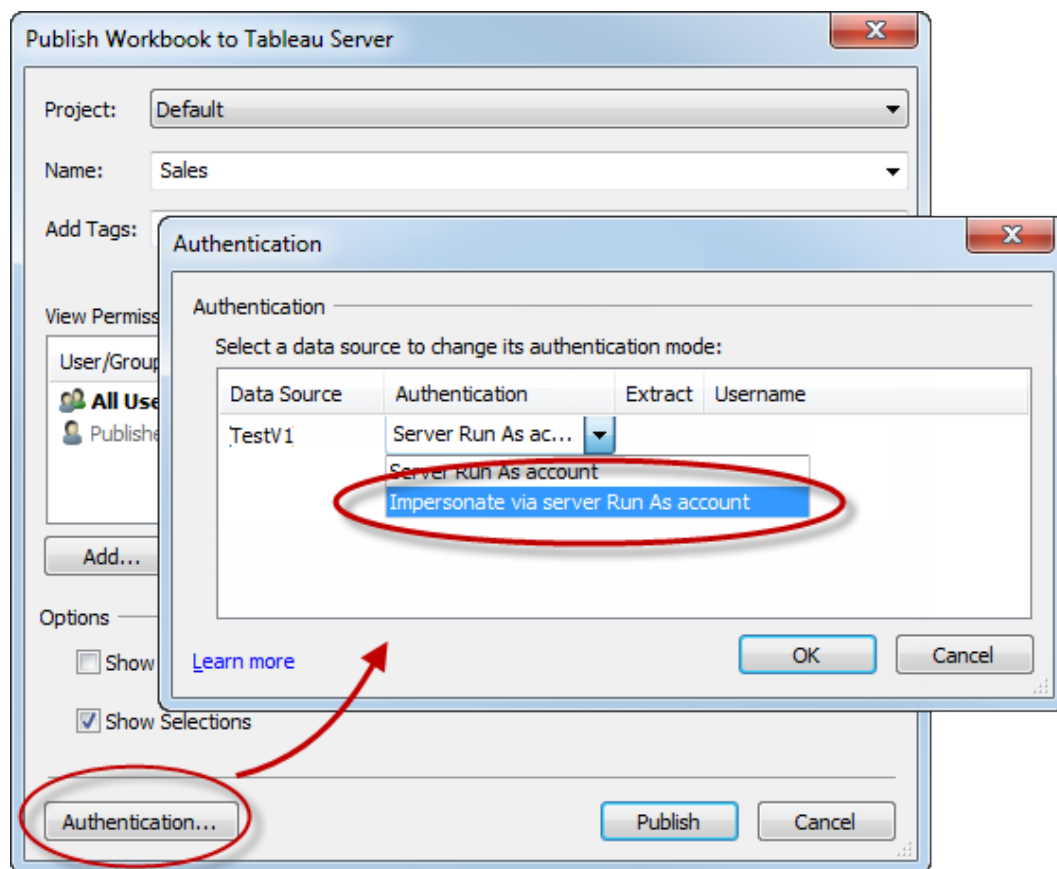 Publish Workbook to Tableau Server
Project: Default
Name: Sales
Add Tags:
View Permiss
User/Group
All Use
Publishe
Add...
Options
Show
Show Selections
Authentication...
Publish Cancel
Authentication
Authentication
Select a data source to change its authentication mode:
Data Source Authentication Extract Username
TestV1 Server Run As ac...
Server Run As account
Impersonate via server Run As account
Learn more
OK Cancel